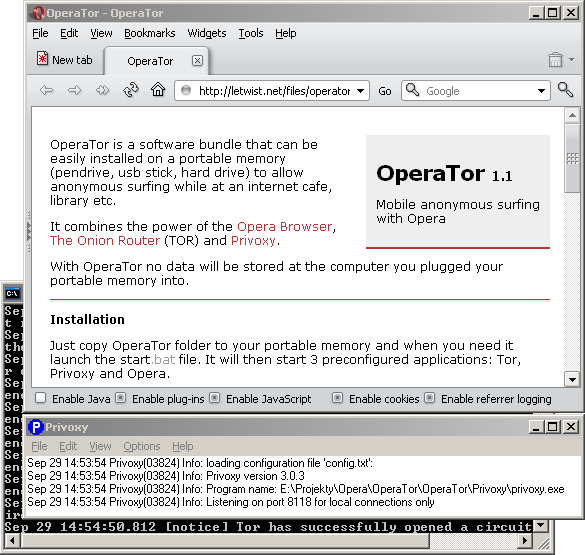 OperaTor - OperaTor
File Edit View Bookmarks Widgets Tools Help
New tab
OperaTor
http://letwist.net/files/operator
Go
Google
OperaTor is a software bundle that can be
easily installed on a portable memory
(pendrive, usb stick, hard drive) to allow
anonymous surfing while at an internet cafe,
library etc.
OperaTor 1.1
Mobile anonymous surfing
with Opera
It combines the power of the Opera Browser,
The Onion Router (TOR) and Privoxy.
With OperaTor no data will be stored at the computer you plugged your
portable memory into.
Installation
Just copy OperaTor folder to your portable memory and when you need it
launch the start.bat file. It will then start 3 preconfigured applications: Tor,
Privoxy and Opera.
Enable Java Enable plug-ins Enable JavaScript Enable cookies Enable referrer logging
Privoxy
File Edit View Options Help
Sep 29 14:53:54 Privoxy(03824) Info: loading configuration file 'config.txt':
Sep 29 14:53:54 Privoxy(03824) Info: Privoxy version 3.0.3
Sep 29 14:53:54 Privoxy(03824) Info: Program name: E:\Projekty\Opera\OperaTor\OperaTor\Privoxy\privoxy.exe
Sep 29 14:53:54 Privoxy(03824) Info: Listening on port 8118 for local connections only
Sep 29 14:54:50.812 [notice] Tor has successfully opened a circuit